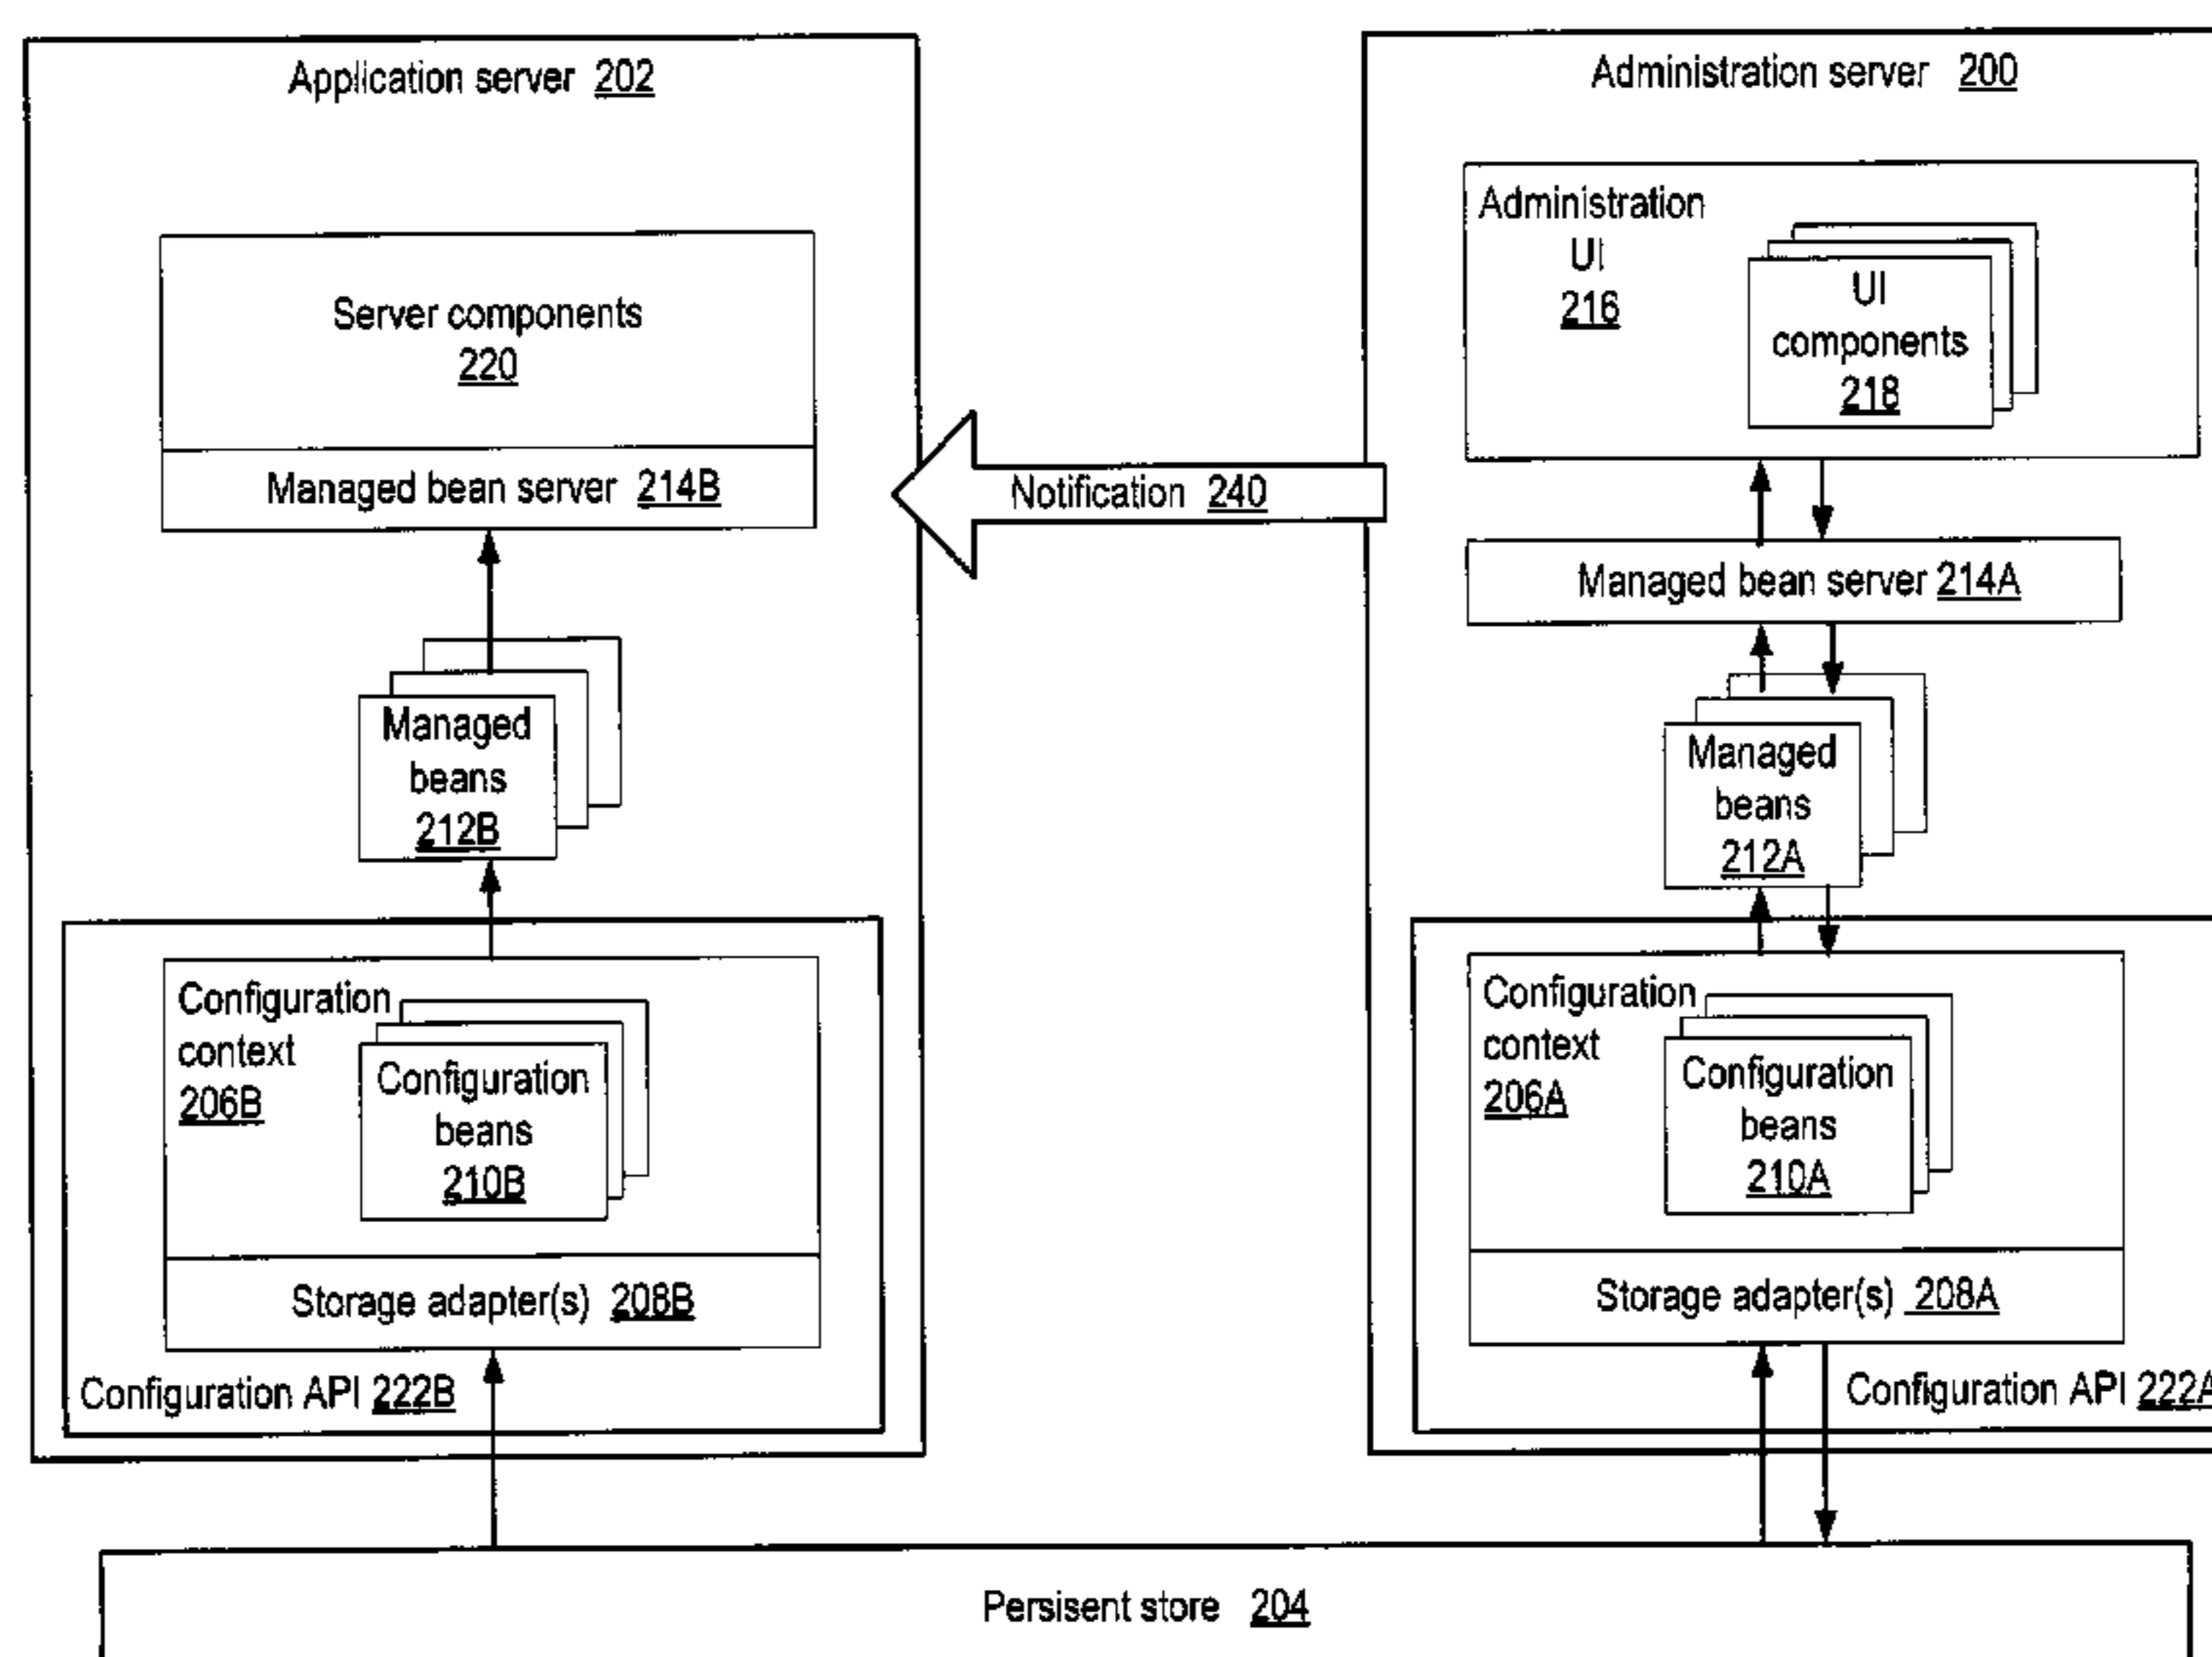 Application server 202
Server components
220
Managed bean server 214B
Managed
beans
212B
Configuration
context
206B
Configuration
beans
210B
Storage adapter(s) 208B
Configuration API 222B
Notification 240
Administration server 200
Administration
UI
216
UI
components
218
Managed bean server 214A
Managed
beans
212A
Configuration
context
206A
Configuration
beans
210A
Storage adapter(s) 208A
Configuration API 222A
Persisent store 204